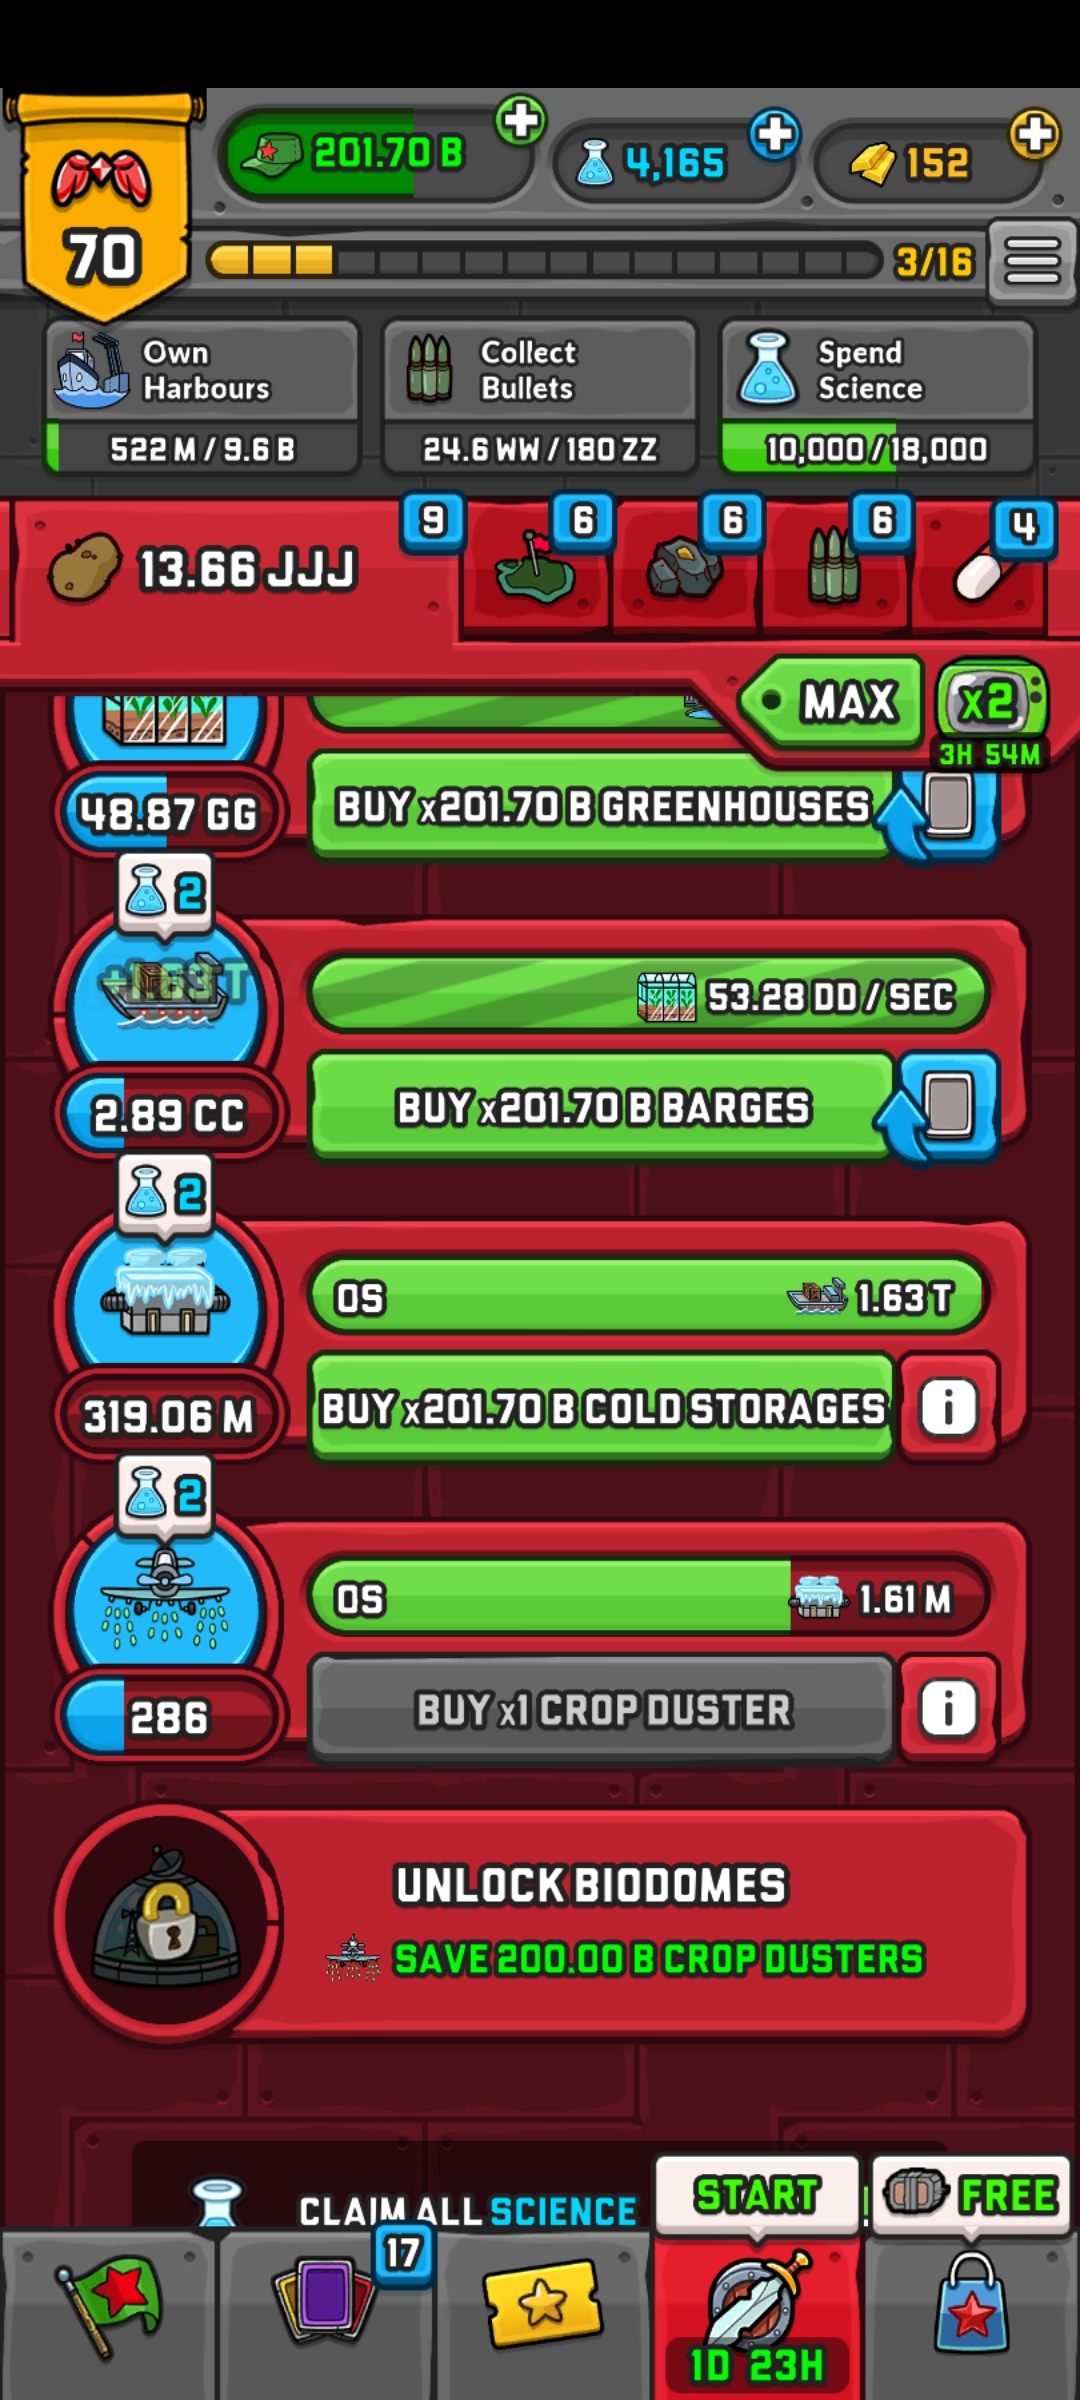 201.70 B
4,165
152
70
3/16
Own
Harbours
522 M / 9.6 B
Collect
Bullets
24.6 WW / 180 ZZ
Spend
Science
10,000 / 18,000
13.66 JJJ
9
6
6
6
4
MAX
x2
3H 54M
48.87 GG
BUY x201.70 B GREENHOUSES
2
53.28 DD / SEC
2.89 CC
BUY x201.70 B BARGES
2
0S
1.63 T
319.06 M
BUY x201.70 B COLD STORAGES
i
2
0S
1.61 M
286
BUY x1 CROP DUSTER
i
UNLOCK BIODOMES
SAVE 200.00 B CROP DUSTERS
CLAIM ALL SCIENCE
START
FREE
17
1D 23H